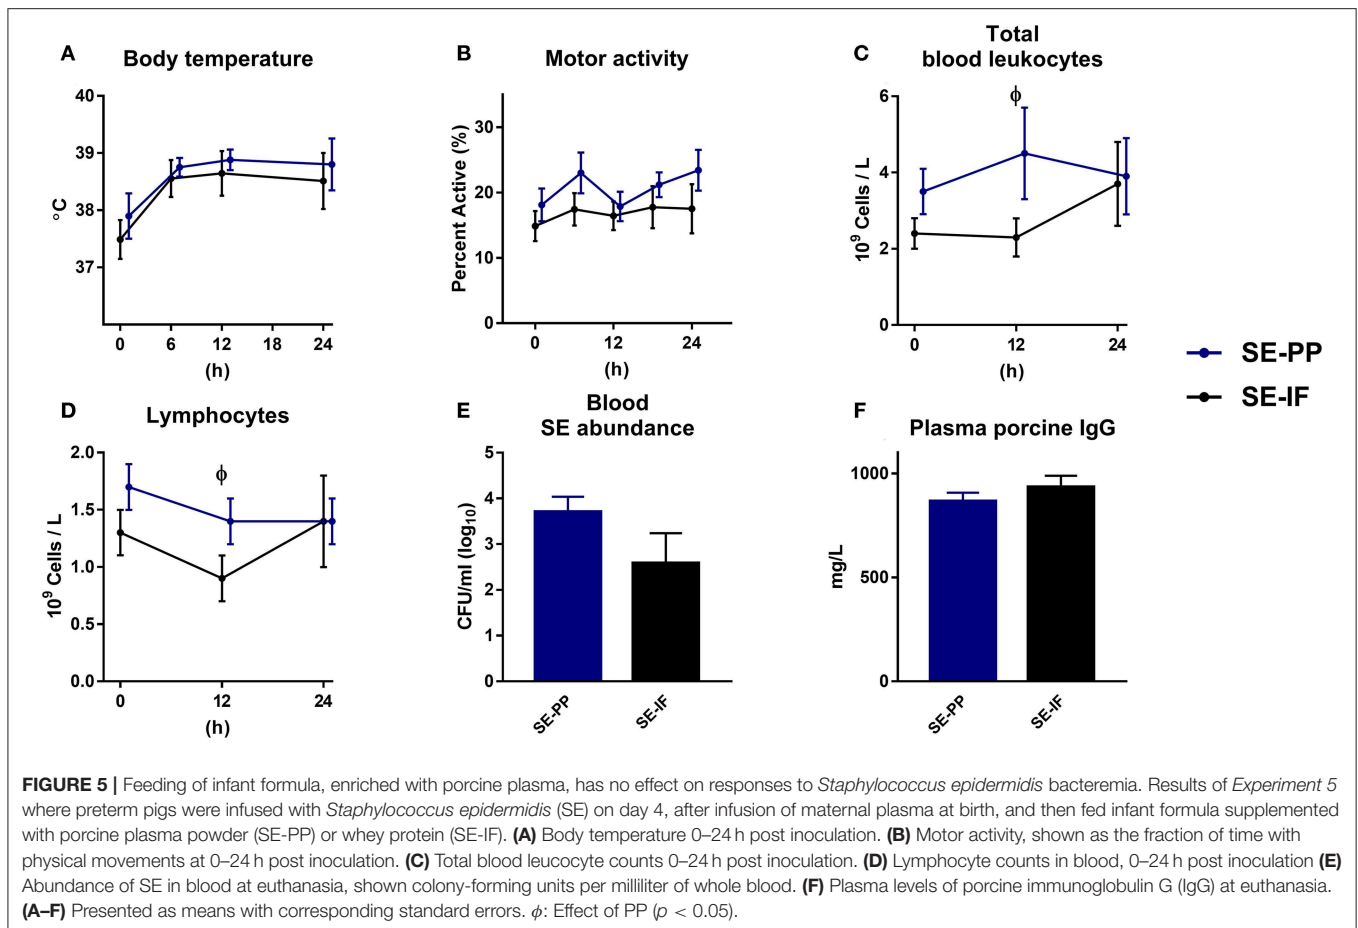 A
Body temperature
40
39
38
37
°C
0
6
12
18
24
(h)
B
Motor activity
30
20
10
0
Percent Active (%)
0
12
24
(h)
C
Total
blood leukocytes
ϕ
6
4
2
0
10⁹ Cells / L
0
12
24
(h)
SE-PP
SE-IF
D
Lymphocytes
ϕ
2.0
1.5
1.0
0.5
0.0
10⁹ Cells / L
0
12
24
(h)
E
Blood
SE abundance
5
4
3
2
1
0
CFU/ml (log₁₀)
SE-PP
SE-IF
F
Plasma porcine IgG
1000
500
0
mg/L
SE-PP
SE-IF
FIGURE 5 | Feeding of infant formula, enriched with porcine plasma, has no effect on responses to Staphylococcus epidermidis bacteremia. Results of Experiment 5
where preterm pigs were infused with Staphylococcus epidermidis (SE) on day 4, after infusion of maternal plasma at birth, and then fed infant formula supplemented
with porcine plasma powder (SE-PP) or whey protein (SE-IF). (A) Body temperature 0–24 h post inoculation. (B) Motor activity, shown as the fraction of time with
physical movements at 0–24 h post inoculation. (C) Total blood leucocyte counts 0–24 h post inoculation. (D) Lymphocyte counts in blood, 0–24 h post inoculation (E)
Abundance of SE in blood at euthanasia, shown colony-forming units per milliliter of whole blood. (F) Plasma levels of porcine immunoglobulin G (IgG) at euthanasia.
(A–F) Presented as means with corresponding standard errors. ϕ: Effect of PP (p < 0.05).